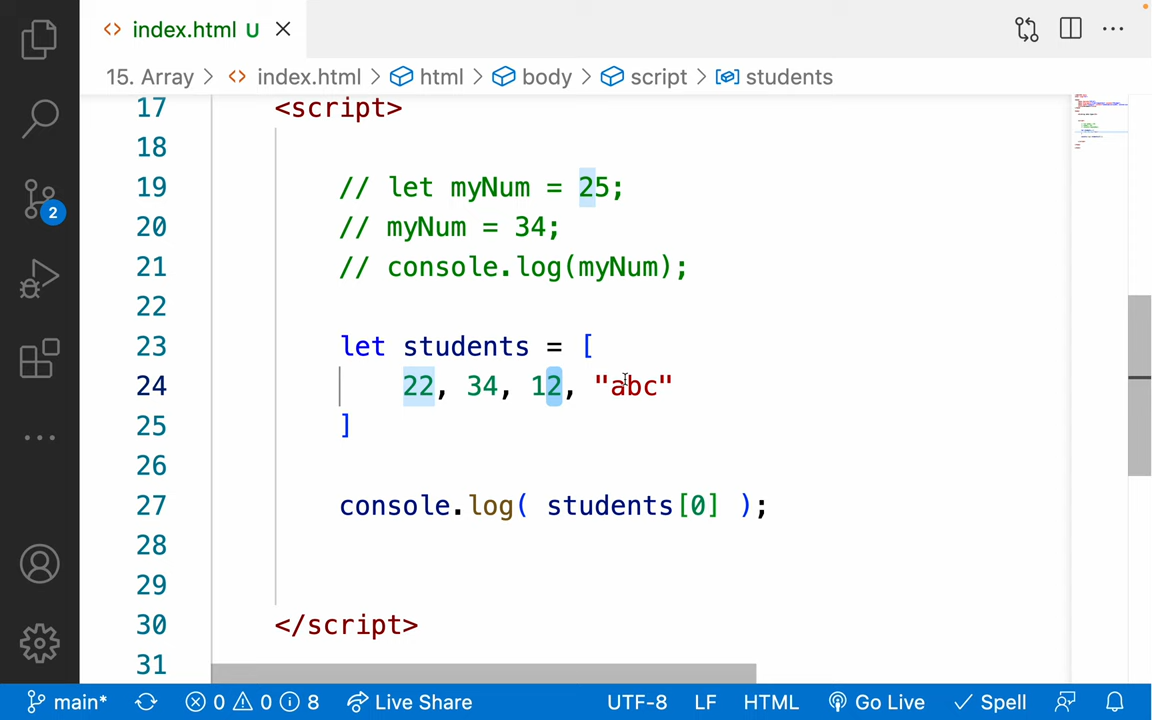 index.html U
15. Array > index.html > html > body > script > students
17 <script>
18
19 // let myNum = 25;
20 // myNum = 34;
21 // console.log(myNum);
22
23 let students = [
24 22, 34, 12, "abc"
25 ]
26
27 console.log( students[0] );
28
29
30 </script>
31
2
main* 0 0 8 Live Share UTF-8 LF HTML Go Live Spell